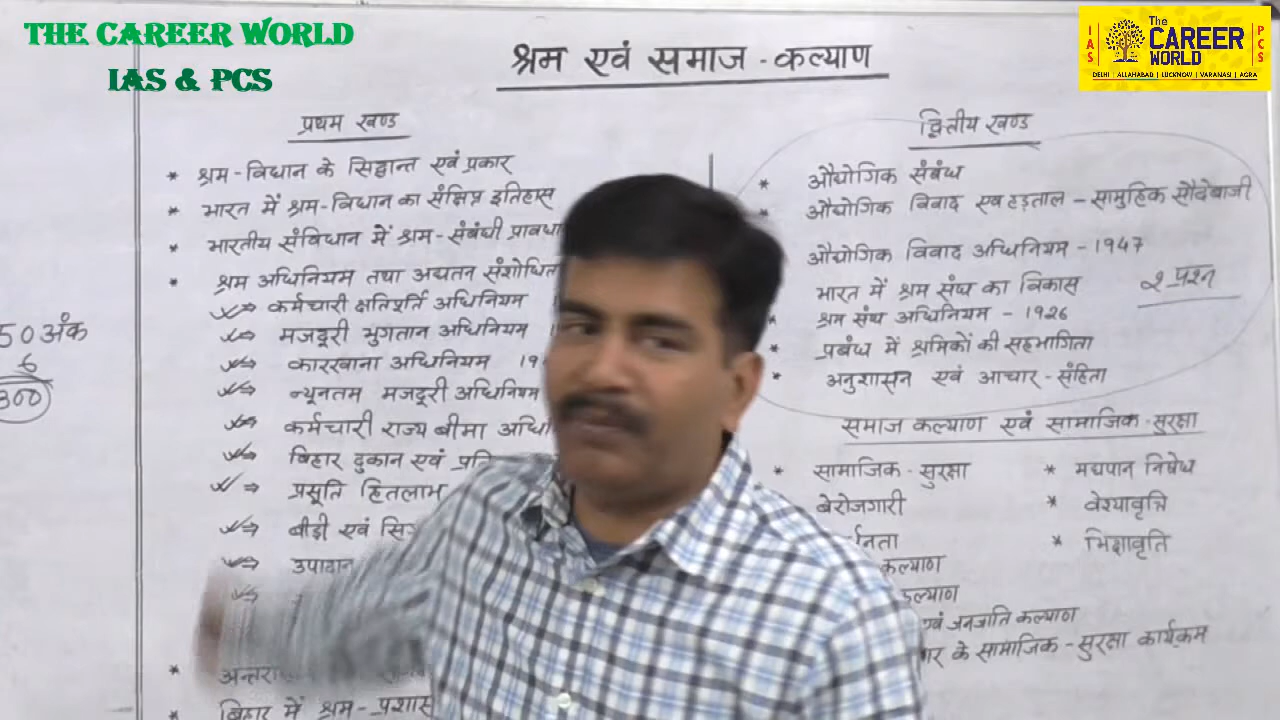 THE CAREER WORLD
IAS & PCS
IAS
The
CAREER
WORLD
PCS
DELHI | ALLAHABAD | LUCKNOW | VARANASI | AGRA
श्रम एवं समाज - कल्याण
प्रथम खण्ड
* श्रम-विधान के सिद्धान्त एवं प्रकार
* भारत में श्रम-विधान का संक्षिप्त इतिहास
* भारतीय संविधान में श्रम-संबंधी
* श्रम अधिनियम तथा अद्यतन
कर्मचारी क्षतिपूर्ति अधिनियम
मजदूरी भुगतान अधिनियम
कारखाना अधिनियम 19
न्यूनतम मजदूरी अधिनियम
कर्मचारी राज्य बीमा
बिहार दुकान एवं
प्रसूति हितलाभ
बीड़ी एवं
* बिहार में श्रम-
50 अंक
6
300
द्वितीय खण्ड
* औद्योगिक संबंध
* औद्योगिक विवाद एव हड़ताल - सामुहिक सौदेबाजी
औद्योगिक विवाद अधिनियम - 1947
भारत में श्रम संघ का विकास
२ प्रश्न
* श्रम संघ अधिनियम - 1926
* प्रबंध में श्रमिकों की सहभागिता
* अनुशासन एवं आचार-संहिता
समाज कल्याण एवं सामाजिक-सुरक्षा
* सामाजिक-सुरक्षा * मद्यपान निषेध
बेरोजगारी * वेश्यावृत्ति
* भिक्षावृति
कल्याण
कल्याण
एवं जनजाति कल्याण
के सामाजिक-सुरक्षा कार्यक्रम